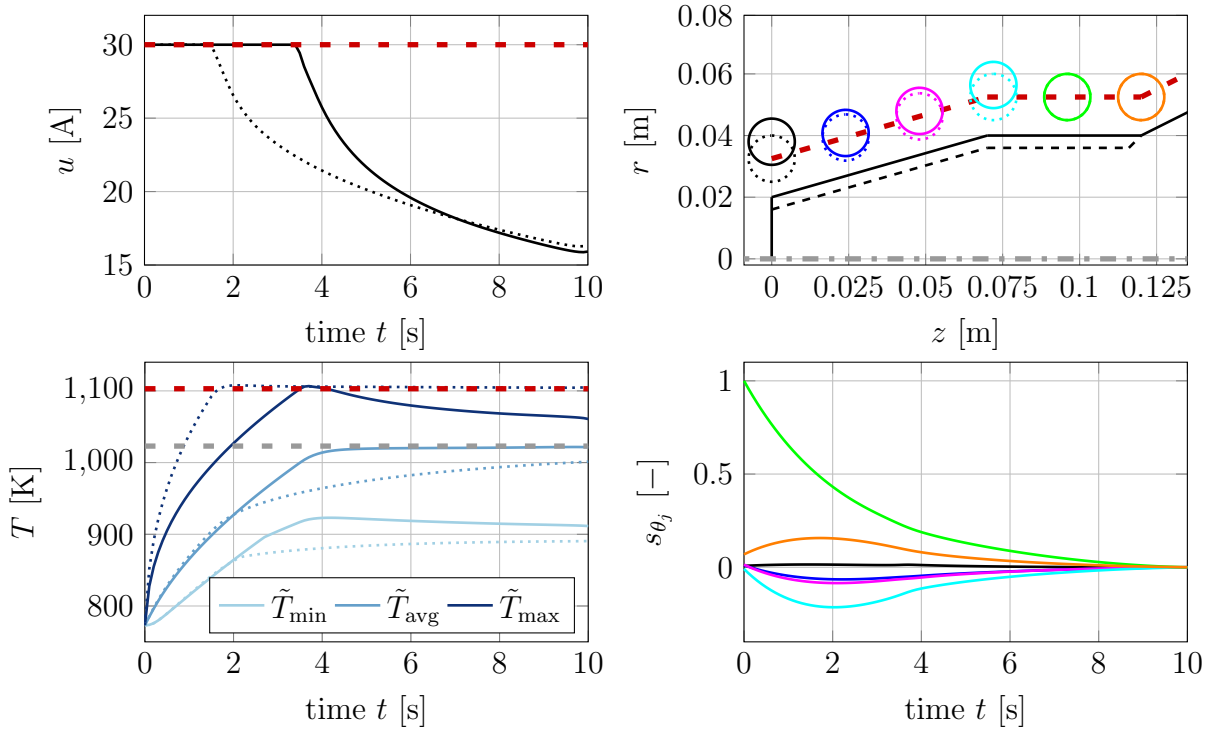 30
25
20
15
u [A]
0 2 4 6 8 10
time t [s]
0.08
0.06
0.04
0.02
0
r [m]
0 0.025 0.05 0.075 0.1 0.125
z [m]
1,100
1,000
900
800
T [K]
T̃min T̃avg T̃max
0 2 4 6 8 10
time t [s]
1
0.5
0
sθj [−]
0 2 4 6 8 10
time t [s]